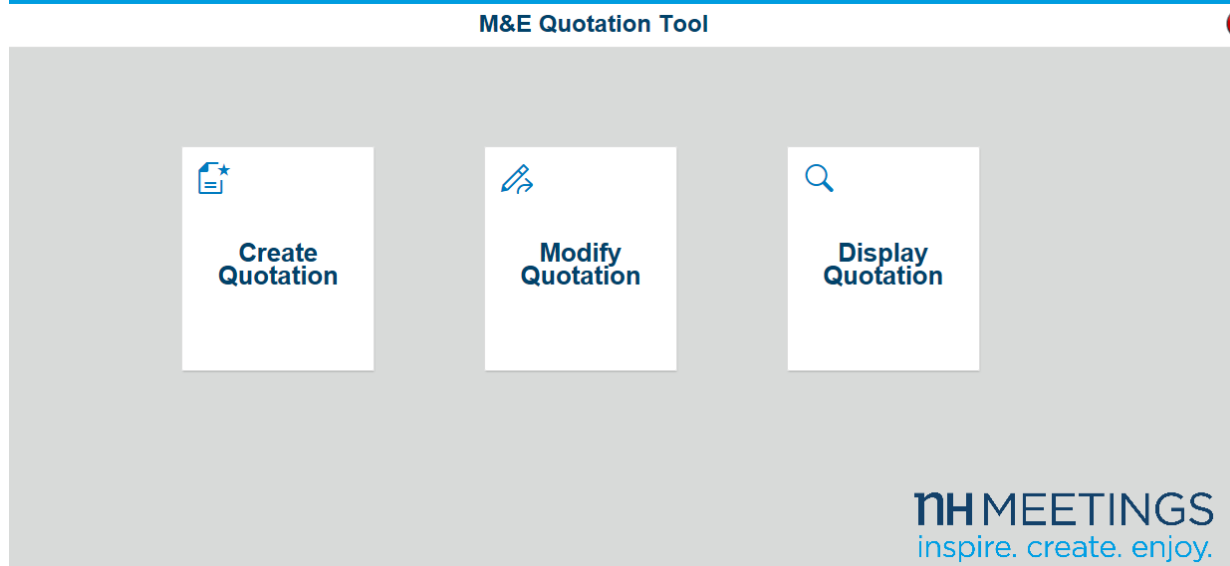 M&E Quotation Tool
Create
Quotation
Modify
Quotation
Display
Quotation
nH MEETINGS
inspire. create. enjoy.